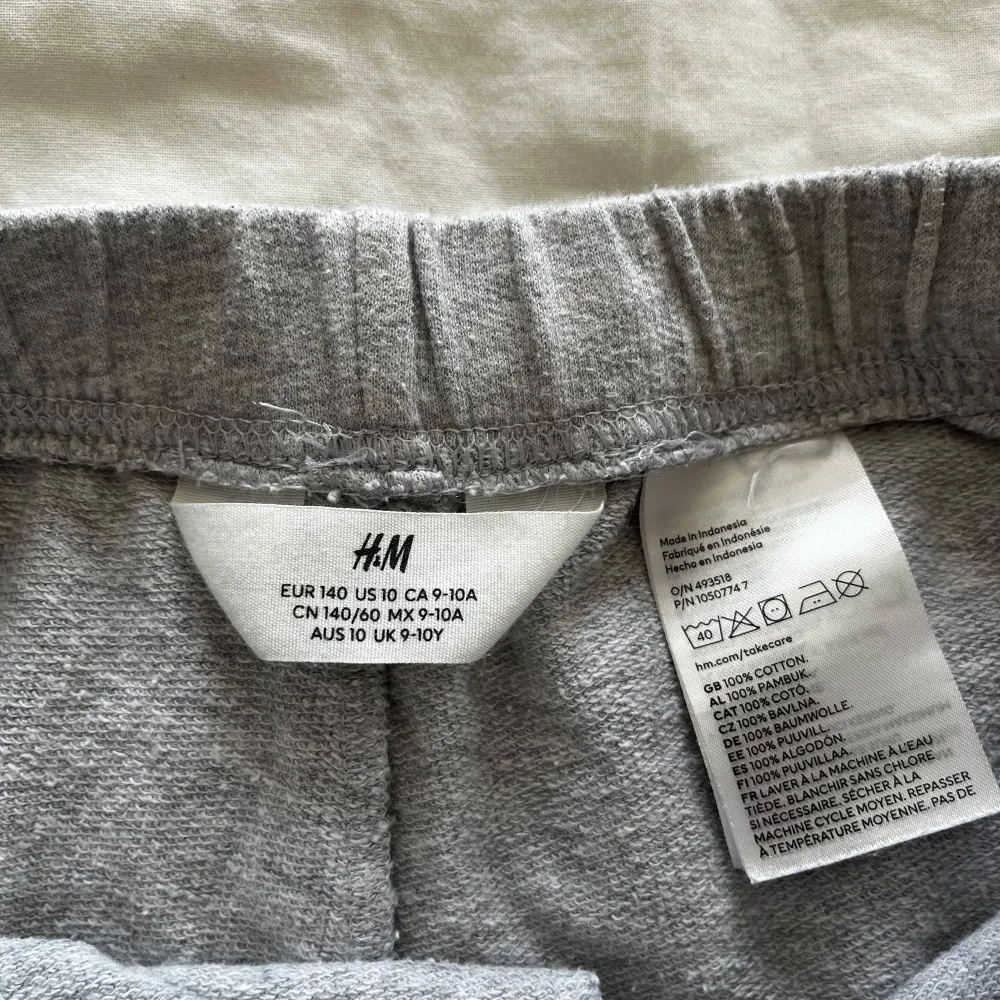 H&M
EUR 140 US 10 CA 9-10A
CN 140/60 MX 9-10A
AUS 10 UK 9-10Y
Made in Indonesia
Fabriqué en Indonésie
Hecho en Indonesia
O/N 493518
P/N 1050774 7
40
hm.com/takecare
GB 100% COTTON.
AL 100% PAMBUK.
CAT 100% COTÓ.
CZ 100% BAVLNA.
DE 100% BAUMWOLLE.
EE 100% PUUVILL.
ES 100% ALGODÓN.
FI 100% PUUVILLAA.
FR LAVER À LA MACHINE À L'EAU
TIÈDE. BLANCHIR SANS CHLORE
SI NÉCESSAIRE. SÉCHER À LA
MACHINE CYCLE MOYEN. REPASSER
À TEMPÉRATURE MOYENNE. PAS DE